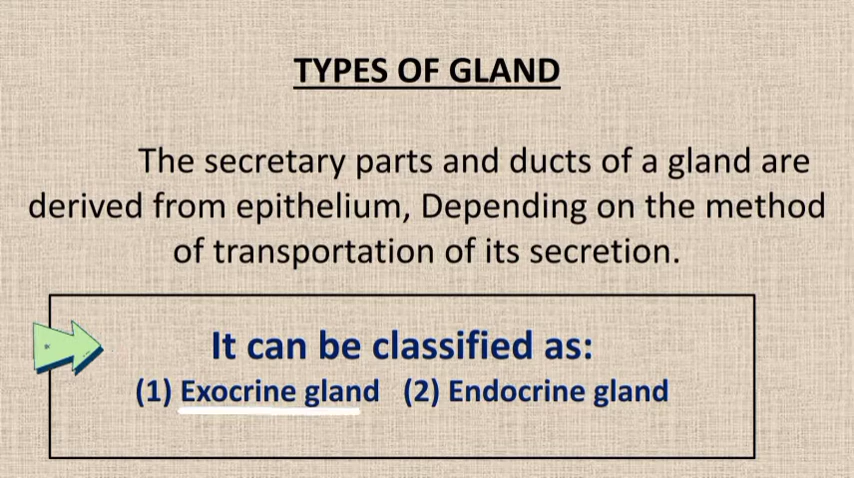 TYPES OF GLAND
The secretary parts and ducts of a gland are
derived from epithelium, Depending on the method
of transportation of its secretion.
It can be classified as:
(1) Exocrine gland (2) Endocrine gland